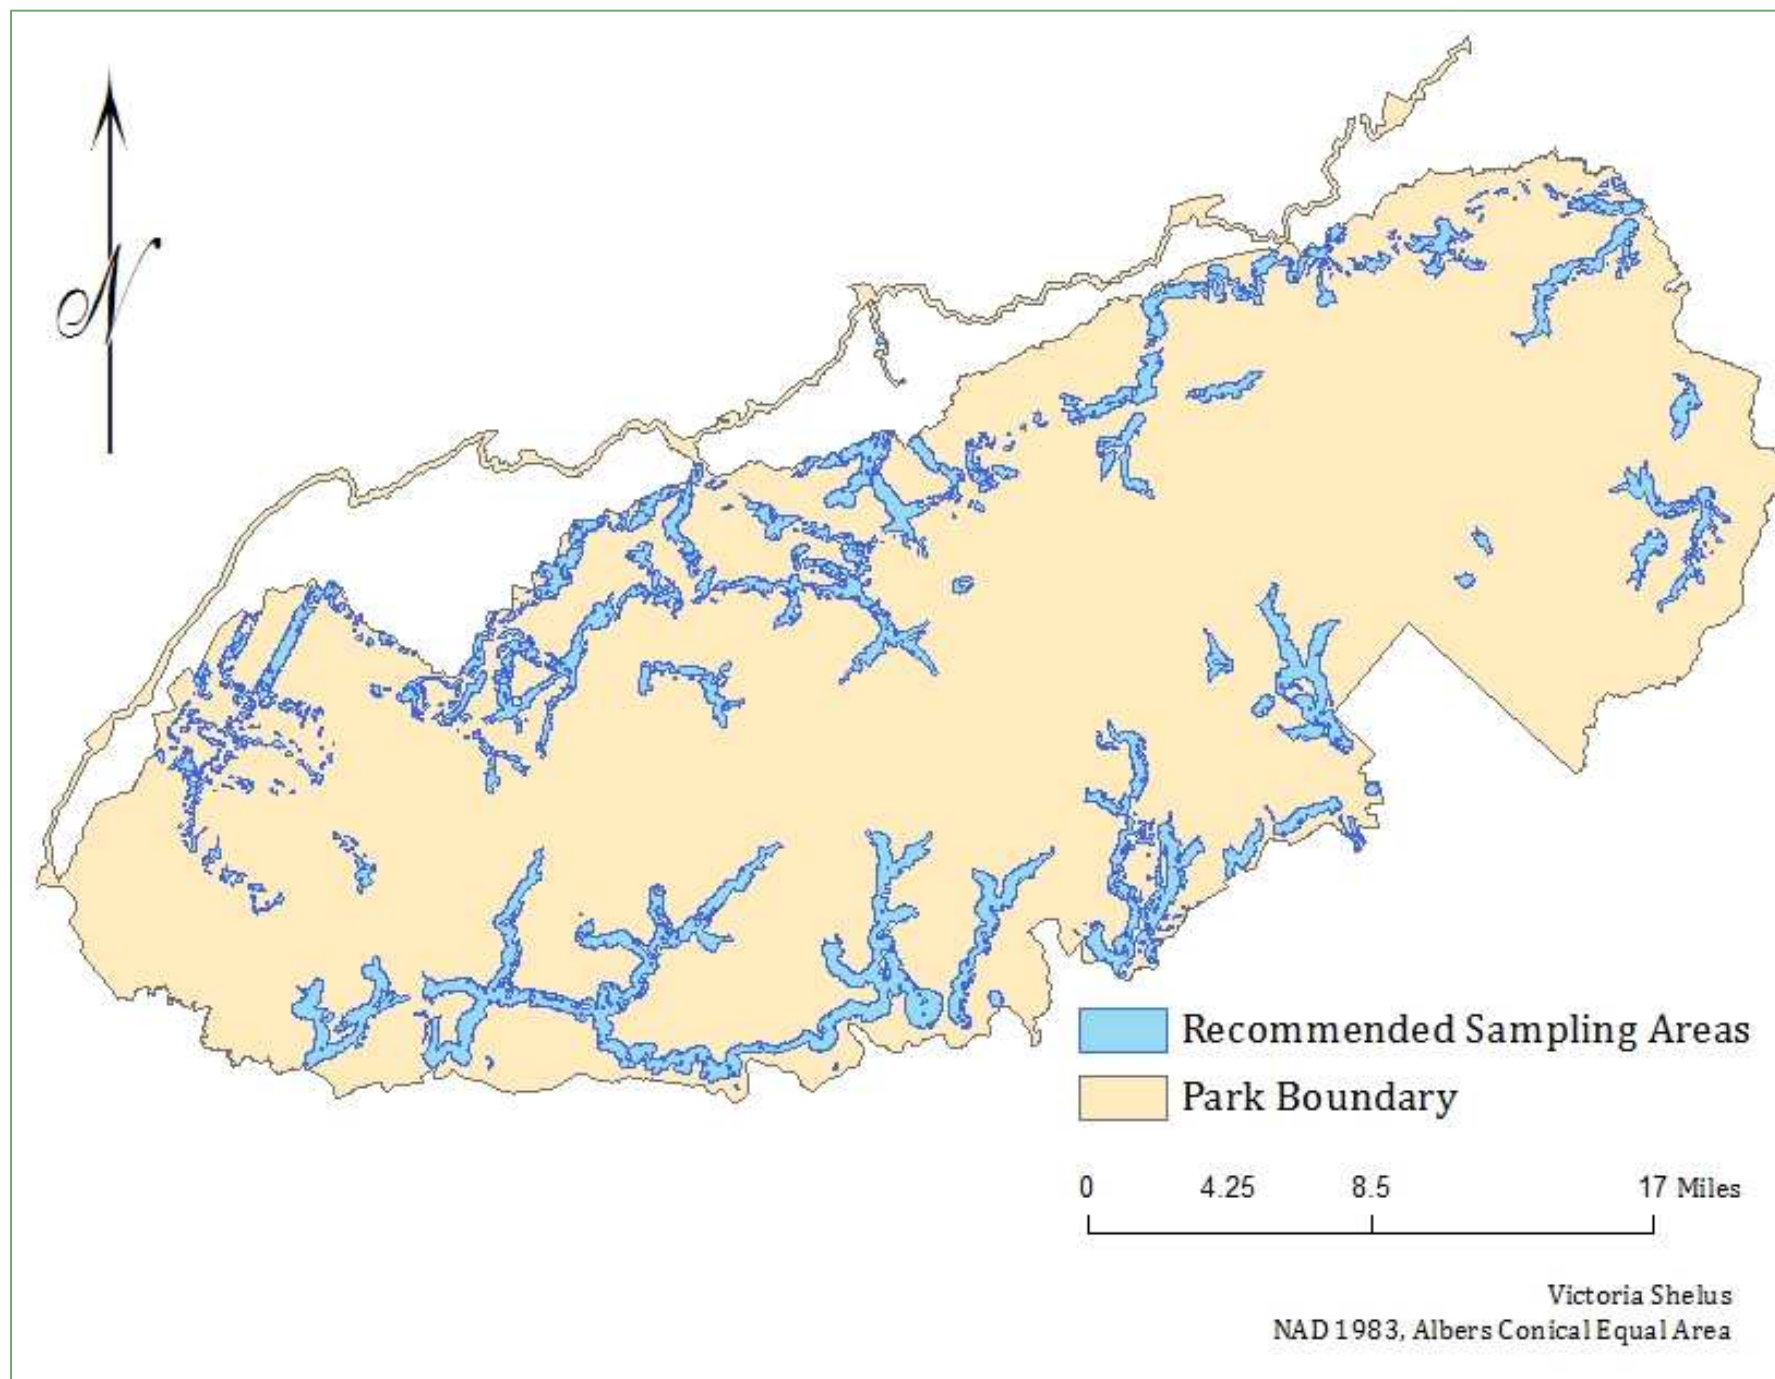 N
Recommended Sampling Areas
Park Boundary
0 4.25 8.5 17 Miles
Victoria Shelus
NAD 1983, Albers Conical Equal Area